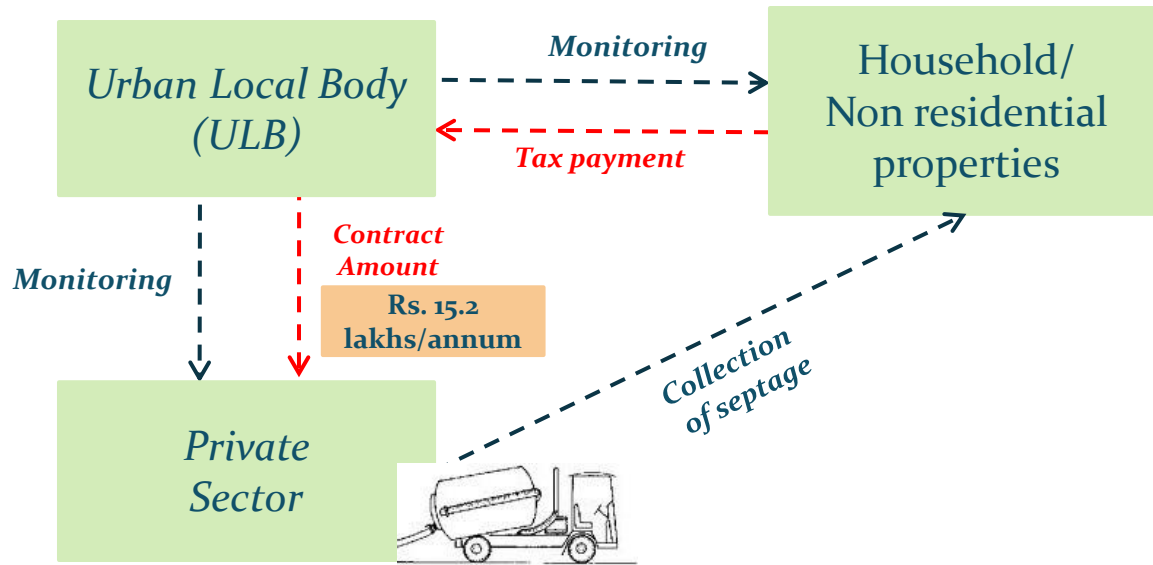 Monitoring
Urban Local Body
(ULB)
Household/
Non residential
properties
Tax payment
Contract
Amount
Monitoring
Rs. 15.2
lakhs/annum
Collection
of septage
Private
Sector